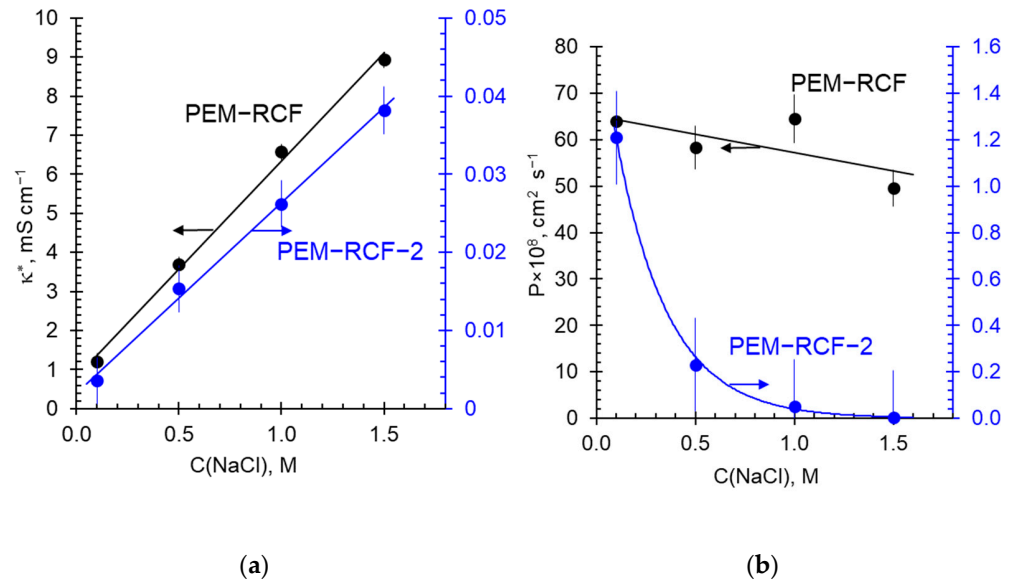 10
9
8
7
6
5
4
3
2
1
0
κ*, mS cm⁻¹
0.05
0.04
0.03
0.02
0.01
0
PEM−RCF
PEM−RCF-2
0.0 0.5 1.0 1.5
C(NaCl), M
(a)
80
70
60
50
40
30
20
10
0
P×10⁸, cm² s⁻¹
1.6
1.4
1.2
1.0
0.8
0.6
0.4
0.2
0.0
PEM−RCF
PEM−RCF−2
0.0 0.5 1.0 1.5
C(NaCl), M
(b)